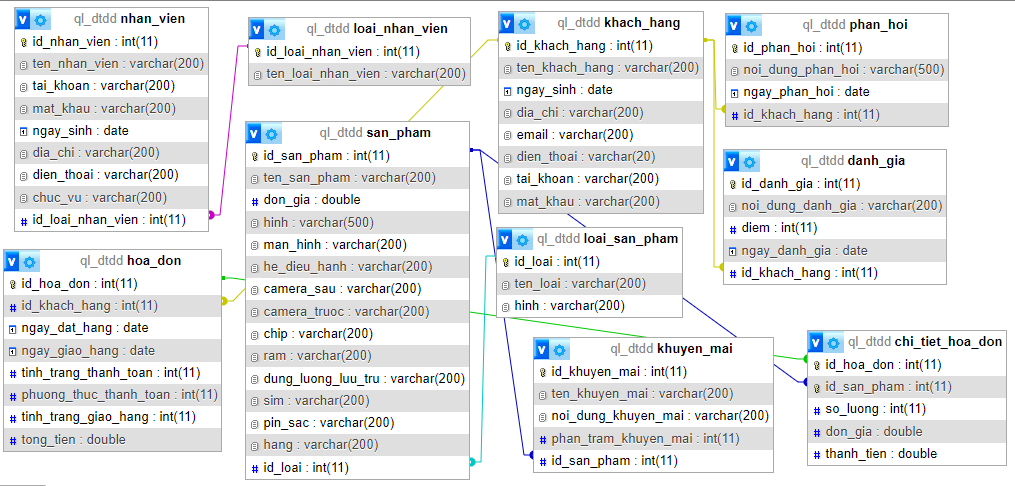 v ql_dtdd nhan_vien
id_nhan_vien : int(11)
ten_nhan_vien : varchar(200)
tai_khoan : varchar(200)
mat_khau : varchar(200)
ngay_sinh : date
dia_chi : varchar(200)
dien_thoai : varchar(200)
chuc_vu : varchar(200)
# id_loai_nhan_vien : int(11)
v ql_dtdd loai_nhan_vien
id_loai_nhan_vien : int(11)
ten_loai_nhan_vien : varchar(200)
v ql_dtdd khach_hang
id_khach_hang : int(11)
ten_khach_hang : varchar(200)
ngay_sinh : date
dia_chi : varchar(200)
email : varchar(200)
dien_thoai : varchar(20)
tai_khoan : varchar(200)
mat_khau : varchar(200)
v ql_dtdd phan_hoi
id_phan_hoi : int(11)
noi_dung_phan_hoi : varchar(500)
ngay_phan_hoi : date
# id_khach_hang : int(11)
v ql_dtdd san_pham
id_san_pham : int(11)
ten_san_pham : varchar(200)
# don_gia : double
hinh : varchar(500)
man_hinh : varchar(200)
he_dieu_hanh : varchar(200)
camera_sau : varchar(200)
camera_truoc : varchar(200)
chip : varchar(200)
ram : varchar(200)
dung_luong_luu_tru : varchar(200)
sim : varchar(200)
pin_sac : varchar(200)
hang : varchar(200)
# id_loai : int(11)
v ql_dtdd danh_gia
id_danh_gia : int(11)
noi_dung_danh_gia : varchar(200)
# diem : int(11)
ngay_danh_gia : date
# id_khach_hang : int(11)
v ql_dtdd hoa_don
id_hoa_don : int(11)
# id_khach_hang : int(11)
ngay_dat_hang : date
ngay_giao_hang : date
# tinh_trang_thanh_toan : int(11)
# phuong_thuc_thanh_toan : int(11)
# tinh_trang_giao_hang : int(11)
# tong_tien : double
v ql_dtdd loai_san_pham
id_loai : int(11)
ten_loai : varchar(200)
hinh : varchar(200)
v ql_dtdd khuyen_mai
id_khuyen_mai : int(11)
ten_khuyen_mai : varchar(200)
noi_dung_khuyen_mai : varchar(200)
# phan_tram_khuyen_mai : int(11)
# id_san_pham : int(11)
v ql_dtdd chi_tiet_hoa_don
id_hoa_don : int(11)
id_san_pham : int(11)
# so_luong : int(11)
# don_gia : double
# thanh_tien : double